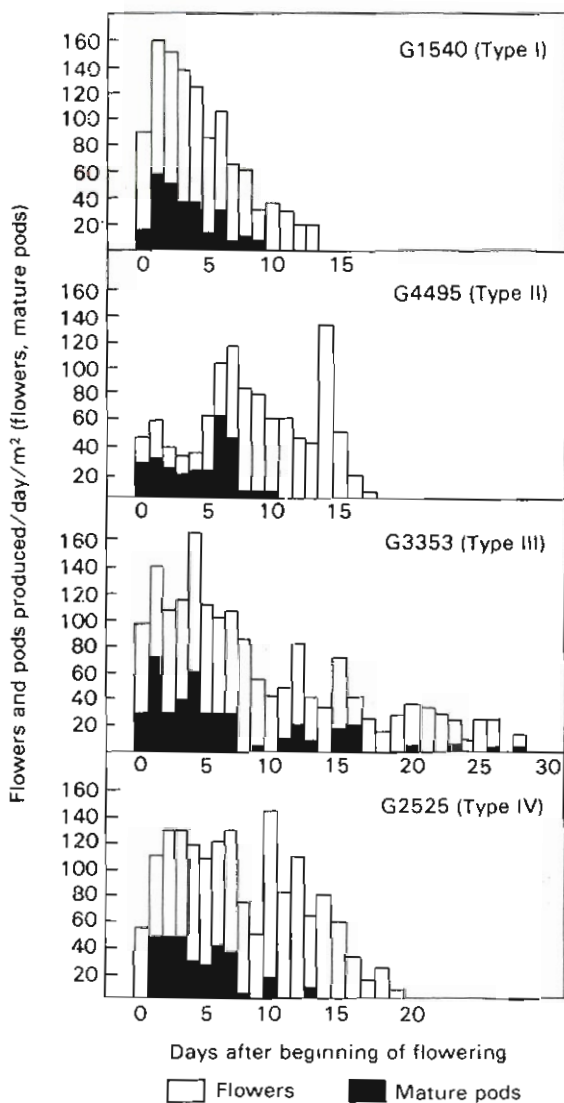 Flowers and pods produced/day/m² (flowers, mature pods)
G1540 (Type I)
160
140
120
100
80
60
40
20
0 5 10 15
G4495 (Type II)
160
140
120
100
80
60
40
20
0 5 10 15
G3353 (Type III)
160
140
120
100
80
60
40
20
0 5 10 15 20 25 30
G2525 (Type IV)
160
140
120
100
80
60
40
20
0 5 10 15 20
Days after beginning of flowering
Flowers Mature pods